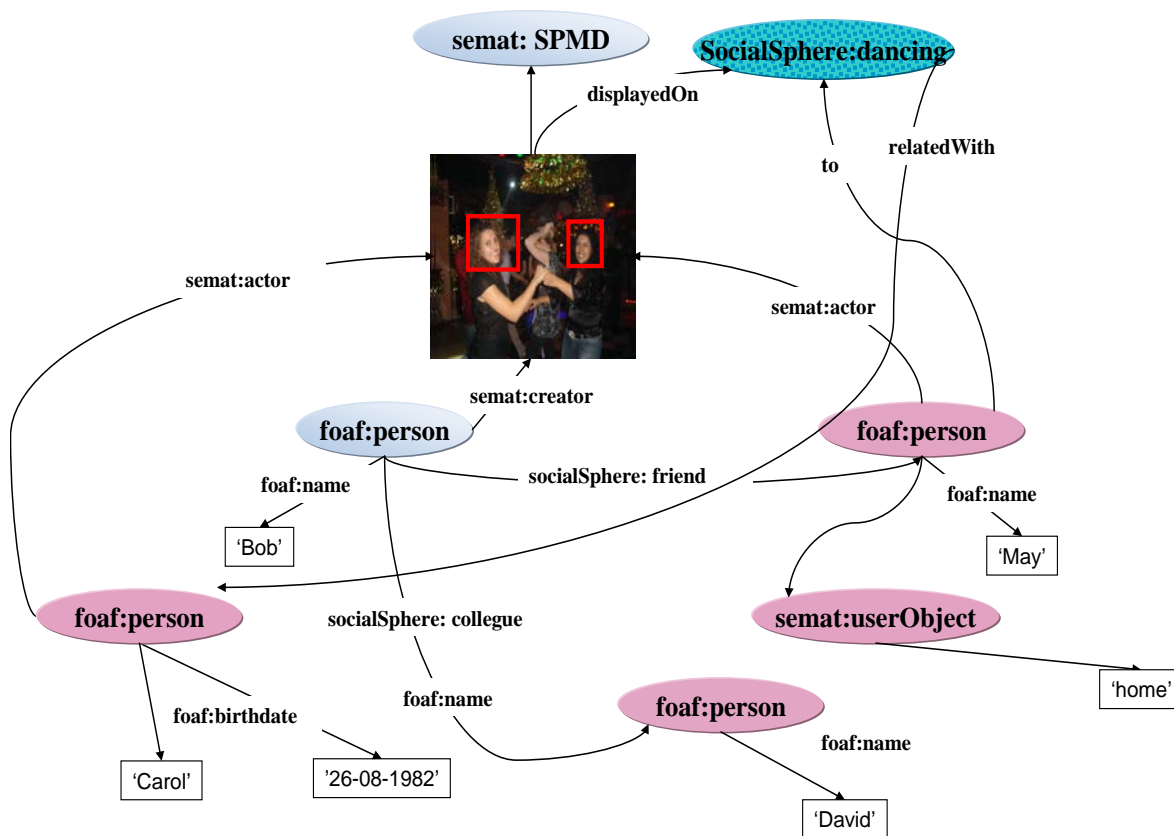 semat: SPMD
SocialSphere:dancing
displayedOn
relatedWith
to
semat:actor
semat:actor
semat:creator
foaf:person
foaf:person
foaf:name
socialSphere: friend
foaf:name
‘Bob’
‘May’
foaf:person
socialSphere: collegue
semat:userObject
‘home’
foaf:name
foaf:person
foaf:birthdate
foaf:name
‘Carol’
’26-08-1982’
‘David’